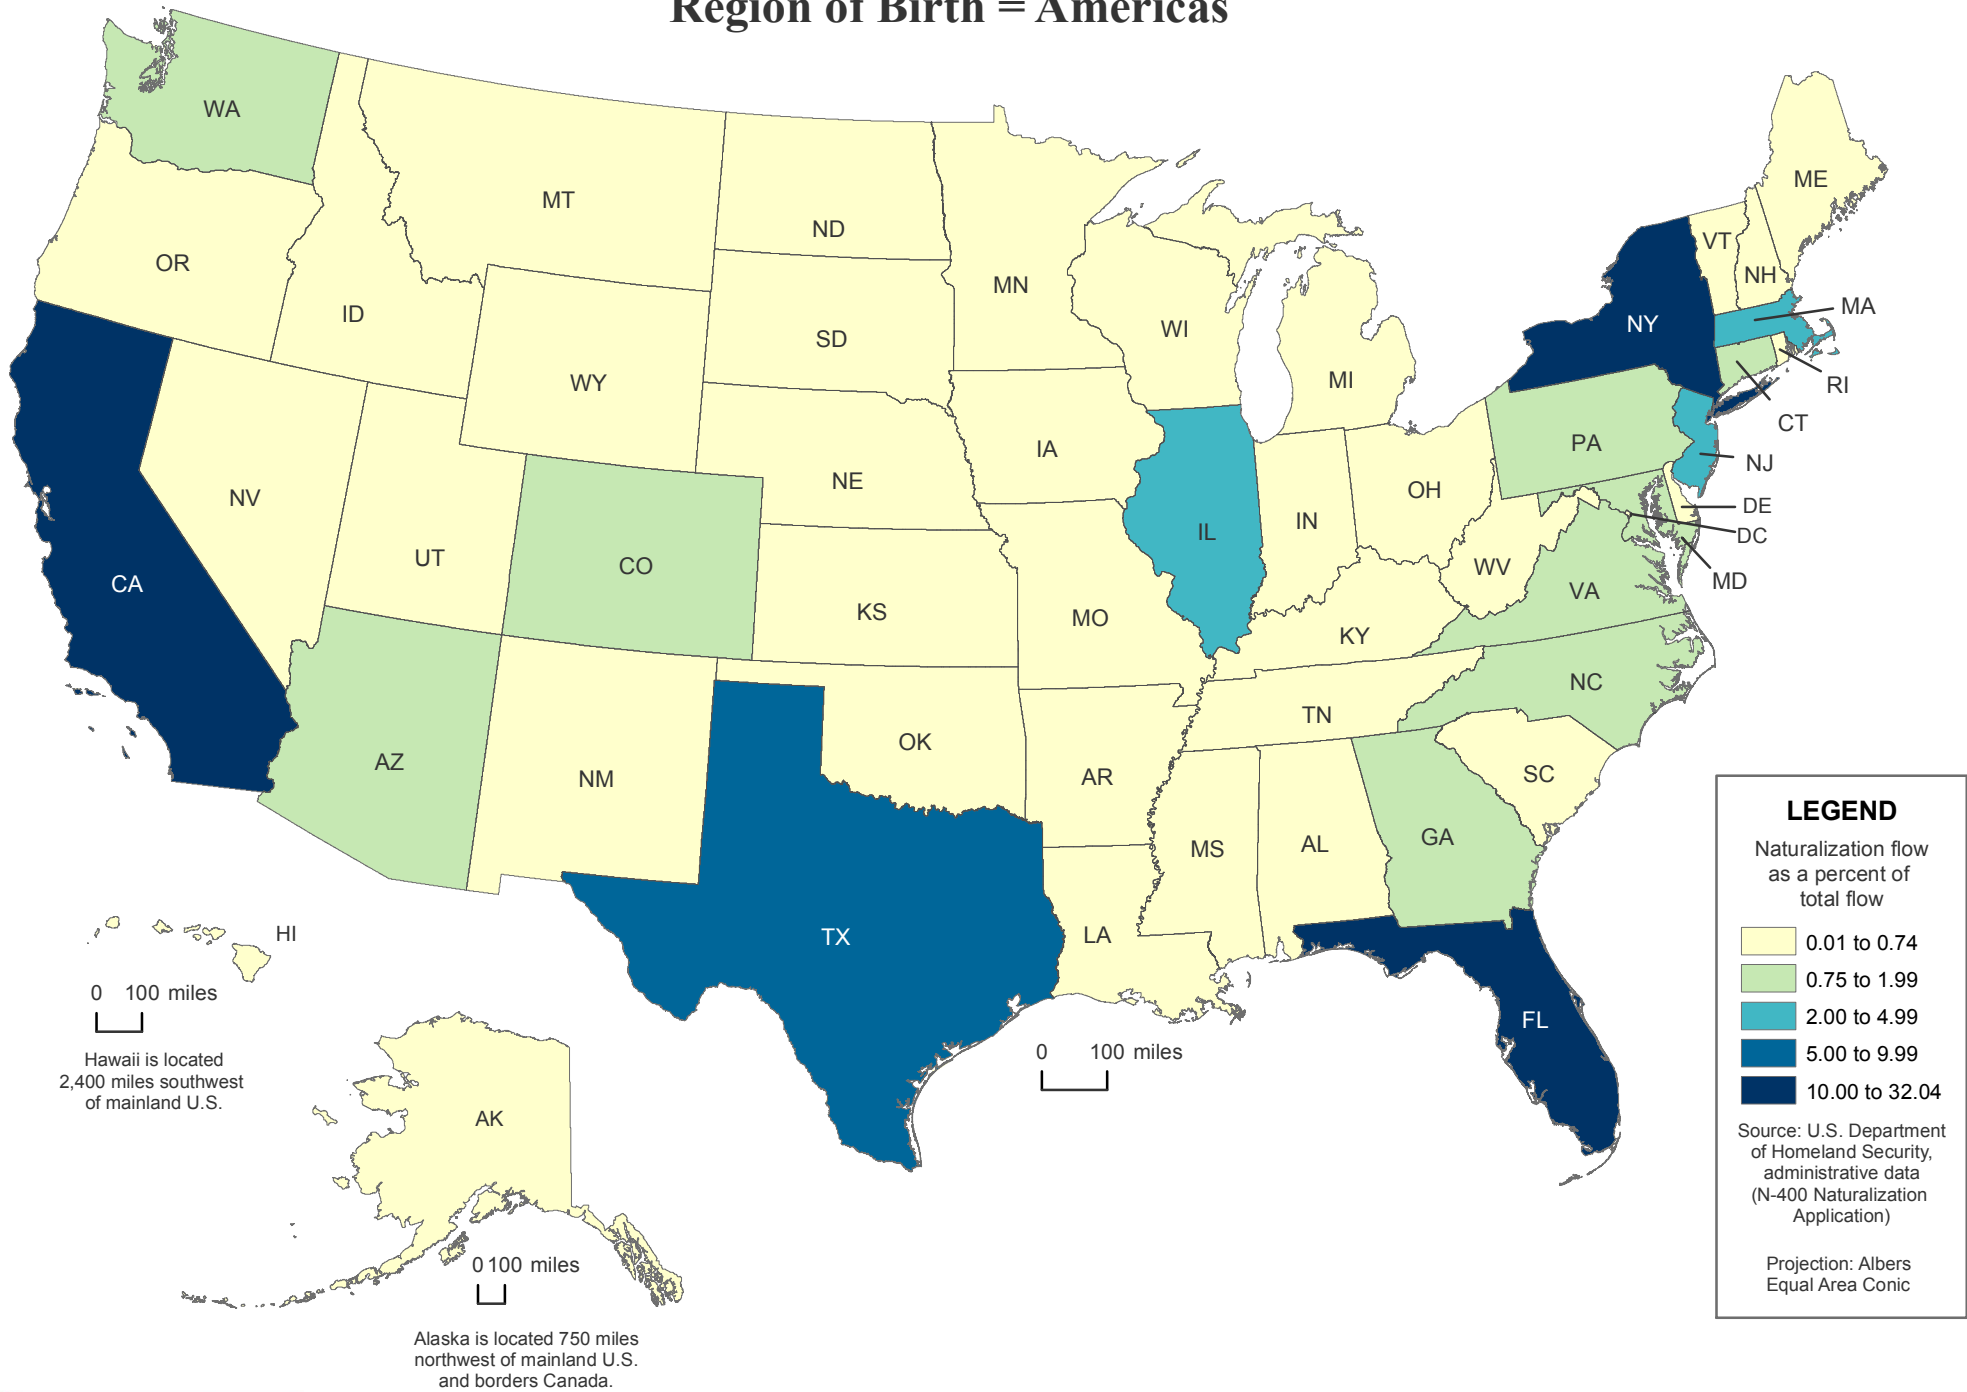 Region of Birth = Americas
WA
MT
ND
ME
OR
ID
MN
VT
NH
MA
WI
NY
SD
WY
MI
RI
CT
IA
PA
NJ
NV
NE
OH
IN
DE
DC
UT
CO
IL
WV
MD
CA
KS
VA
MO
KY
NC
TN
OK
AZ
NM
AR
SC
MS
AL
GA
LA
TX
FL
HI
0 100 miles
Hawaii is located
2,400 miles southwest
of mainland U.S.
AK
0 100 miles
Alaska is located 750 miles
northwest of mainland U.S.
and borders Canada.
0 100 miles
LEGEND
Naturalization flow
as a percent of
total flow
0.01 to 0.74
0.75 to 1.99
2.00 to 4.99
5.00 to 9.99
10.00 to 32.04
Source: U.S. Department
of Homeland Security,
administrative data
(N-400 Naturalization
Application)
Projection: Albers
Equal Area Conic